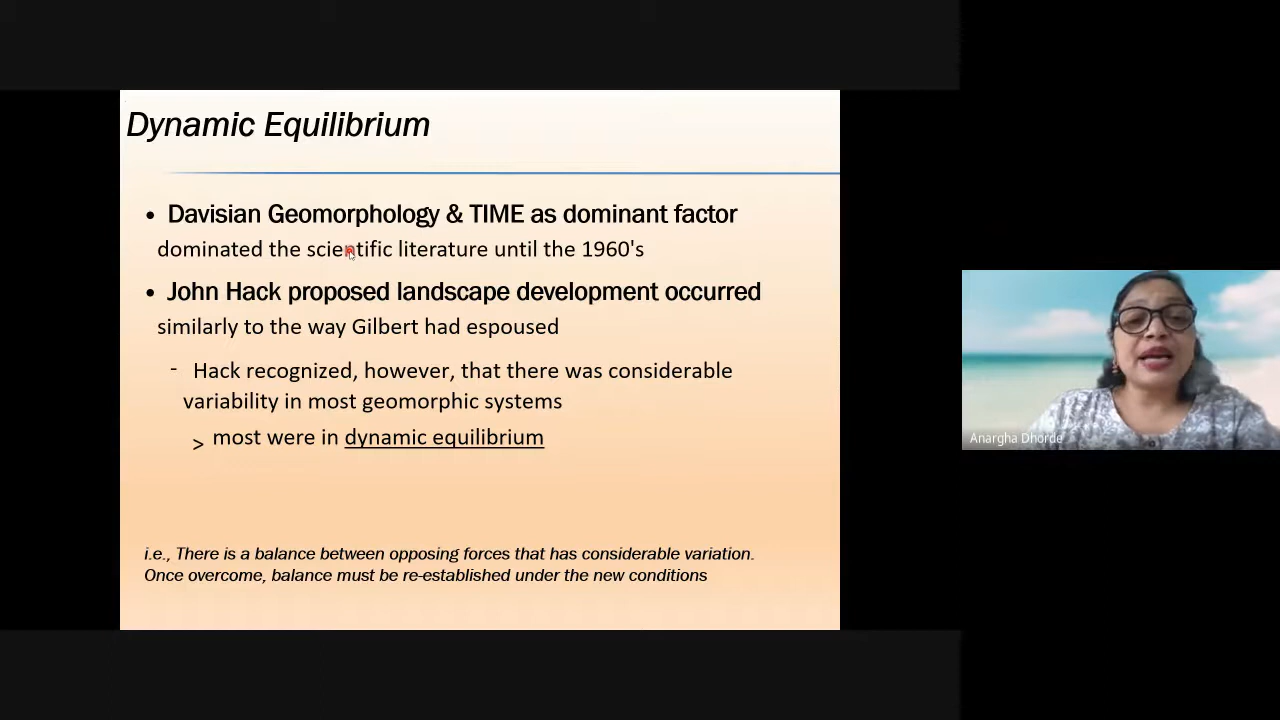 Dynamic Equilibrium
• Davisian Geomorphology & TIME as dominant factor
dominated the scientific literature until the 1960's
• John Hack proposed landscape development occurred
similarly to the way Gilbert had espoused
- Hack recognized, however, that there was considerable
variability in most geomorphic systems
> most were in dynamic equilibrium
i.e., There is a balance between opposing forces that has considerable variation.
Once overcome, balance must be re-established under the new conditions
Anargha Dhorde